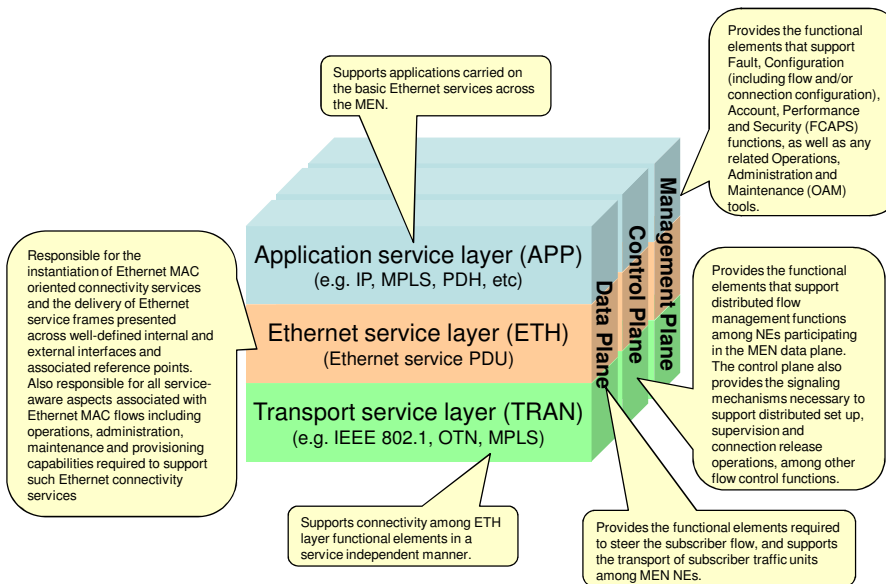 Supports applications carried on
the basic Ethernet services across
the MEN.
Provides the functional
elements that support
Fault, Configuration
(including flow and/or
connection configuration),
Account, Performance
and Security (FCAPS)
functions, as well as any
related Operations,
Administration and
Maintenance (OAM)
tools.
Responsible for the
instantiation of Ethernet MAC
oriented connectivity services
and the delivery of Ethernet
service frames presented
across well-defined internal and
external interfaces and
associated reference points.
Also responsible for all service-
aware aspects associated with
Ethernet MAC flows including
operations, administration,
maintenance and provisioning
capabilities required to support
such Ethernet connectivity
services
Application service layer (APP)
(e.g. IP, MPLS, PDH, etc)
Ethernet service layer (ETH)
(Ethernet service PDU)
Transport service layer (TRAN)
(e.g. IEEE 802.1, OTN, MPLS)
Data Plane
Control Plane
Management Plane
Provides the functional
elements that support
distributed flow
management functions
among NEs participating
in the MEN data plane.
The control plane also
provides the signaling
mechanisms necessary to
support distributed set up,
supervision and
connection release
operations, among other
flow control functions.
Supports connectivity among ETH
layer functional elements in a
service independent manner.
Provides the functional elements required
to steer the subscriber flow, and supports
the transport of subscriber traffic units
among MEN NEs.